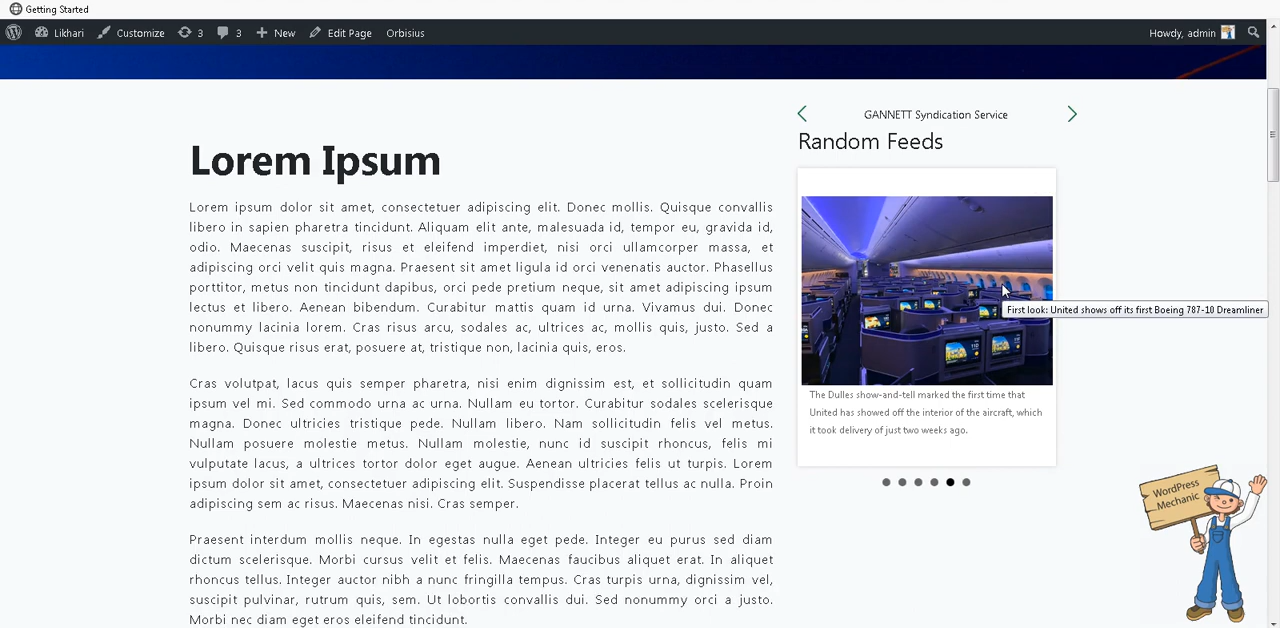 Getting Started
Likhari
Customize
3
3
New
Edit Page
Orbisius
Howdy, admin
GANNETT Syndication Service
Random Feeds
Lorem Ipsum
Lorem ipsum dolor sit amet, consectetuer adipiscing elit. Donec mollis. Quisque convallis
libero in sapien pharetra tincidunt. Aliquam elit ante, malesuada id, tempor eu, gravida id,
odio. Maecenas suscipit, risus et eleifend imperdiet, nisi orci ullamcorper massa, et
adipiscing orci velit quis magna. Praesent sit amet ligula id orci venenatis auctor. Phasellus
porttitor, metus non tincidunt dapibus, orci pede pretium neque, sit amet adipiscing ipsum
lectus et libero. Aenean bibendum. Curabitur mattis quam id urna. Vivamus dui. Donec
nonummy lacinia lorem. Cras risus arcu, sodales ac, ultrices ac, mollis quis, justo. Sed a
libero. Quisque risus erat, posuere at, tristique non, lacinia quis, eros.
Cras volutpat, lacus quis semper pharetra, nisi enim dignissim est, et sollicitudin quam
ipsum vel mi. Sed commodo urna ac urna. Nullam eu tortor. Curabitur sodales scelerisque
magna. Donec ultricies tristique pede. Nullam libero. Nam sollicitudin felis vel metus.
Nullam posuere molestie metus. Nullam molestie, nunc id suscipit rhoncus, felis mi
vulputate lacus, a ultrices tortor dolor eget augue. Aenean ultricies felis ut turpis. Lorem
ipsum dolor sit amet, consectetuer adipiscing elit. Suspendisse placerat tellus ac nulla. Proin
adipiscing sem ac risus. Maecenas nisi. Cras semper.
Praesent interdum mollis neque. In egestas nulla eget pede. Integer eu purus sed diam
dictum scelerisque. Morbi cursus velit et felis. Maecenas faucibus aliquet erat. In aliquet
rhoncus tellus. Integer auctor nibh a nunc fringilla tempus. Cras turpis urna, dignissim vel,
suscipit pulvinar, rutrum quis, sem. Ut lobortis convallis dui. Sed nonummy orci a justo.
Morbi nec diam eget eros eleifend tincidunt.
First look: United shows off its first Boeing 787-10 Dreamliner
The Dulles show-and-tell marked the first time that
United has showed off the interior of the aircraft, which
it took delivery of just two weeks ago.
WordPress
Mechanic